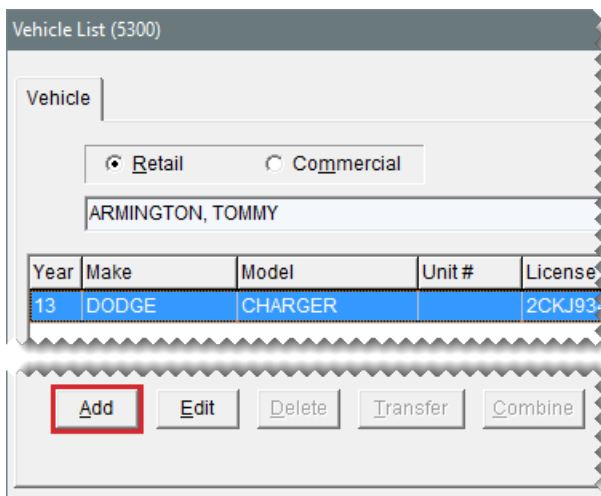 Vehicle List (5300)
Vehicle
Retail Commercial
ARMINGTON, TOMMY
Year Make Model Unit # License
13 DODGE CHARGER 2CKJ93
Add Edit Delete Transfer Combine